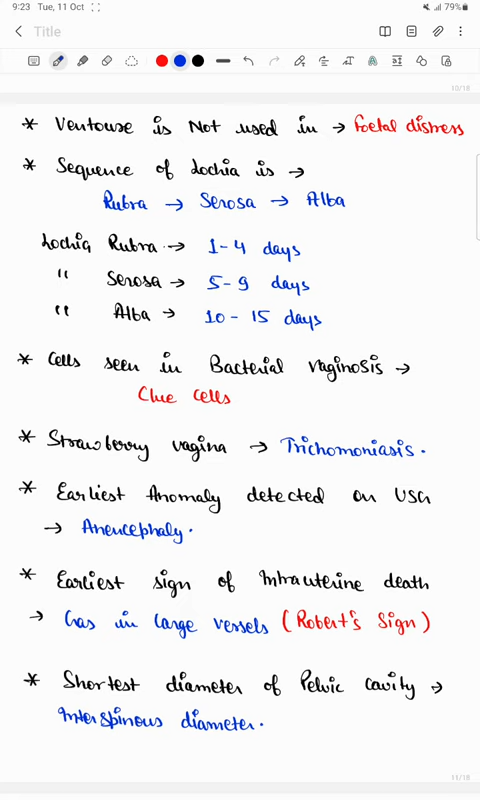 9:23 Tue, 11 Oct
79%
Title
10/18
* Ventouse is Not used in → Foetal distress
* Sequence of Lochia is →
Rubra → Serosa → Alba
Lochia Rubra → 1-4 days
" Serosa → 5-9 days
" Alba → 10-15 days
* Cells seen in Bacterial vaginosis →
Clue Cells
* Strawberry vagina → Trichomoniasis.
* Earliest Anomaly detected on USG
→ Anencephaly.
* Earliest sign of Intrauterine death
→ Gas in large vessels (Robert's Sign)
* Shortest diameter of Pelvic cavity →
Interspinous diameter.
11/18